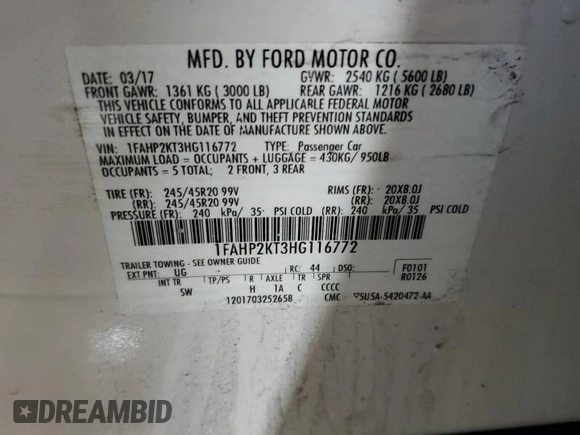 MFD. BY FORD MOTOR CO.
DATE: 03/17 GVWR: 2540 KG ( 5600 LB)
FRONT GAWR: 1361 KG ( 3000 LB) REAR GAWR: 1216 KG ( 2680 LB)
THIS VEHICLE CONFORMS TO ALL APPLICABLE FEDERAL MOTOR
VEHICLE SAFETY, BUMPER, AND THEFT PREVENTION STANDARDS
IN EFFECT ON THE DATE OF MANUFACTURE SHOWN ABOVE.
VIN: 1FAHP2KT3HG116772 TYPE: Passenger Car
MAXIMUM LOAD = OCCUPANTS + LUGGAGE = 430KG/ 950LB
OCCUPANTS = 5 TOTAL; 2 FRONT, 3 REAR
TIRE (FR): 245/45R20 99V RIMS (FR): 20X8.0J
(RR): 245/45R20 99V (RR): 20X8.0J
PRESSURE (FR): 240 kPa/ 35 PSI COLD (RR): 240 kPa/ 35 PSI COLD
1FAHP2KT3HG116772
TRAILER TOWING - SEE OWNER GUIDE
EXT PNT: UG RC: 44 DSO: F0101
INT TR TP/PS R AXLE TR SPR R0126
SW H 1A C CCCC
1201703252658 CMC 5U5A-5420472-AA
DREAMBID